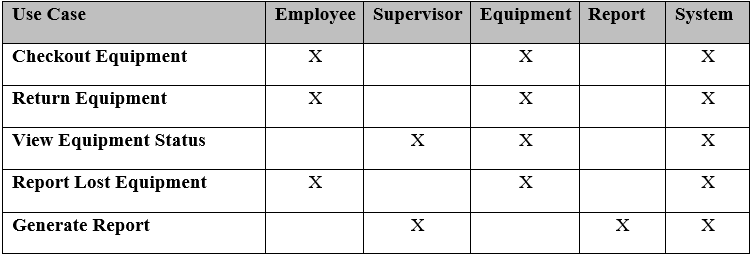 Use Case Employee Supervisor Equipment Report System
Checkout Equipment X X X
Return Equipment X X X
View Equipment Status X X X
Report Lost Equipment X X X
Generate Report X X X